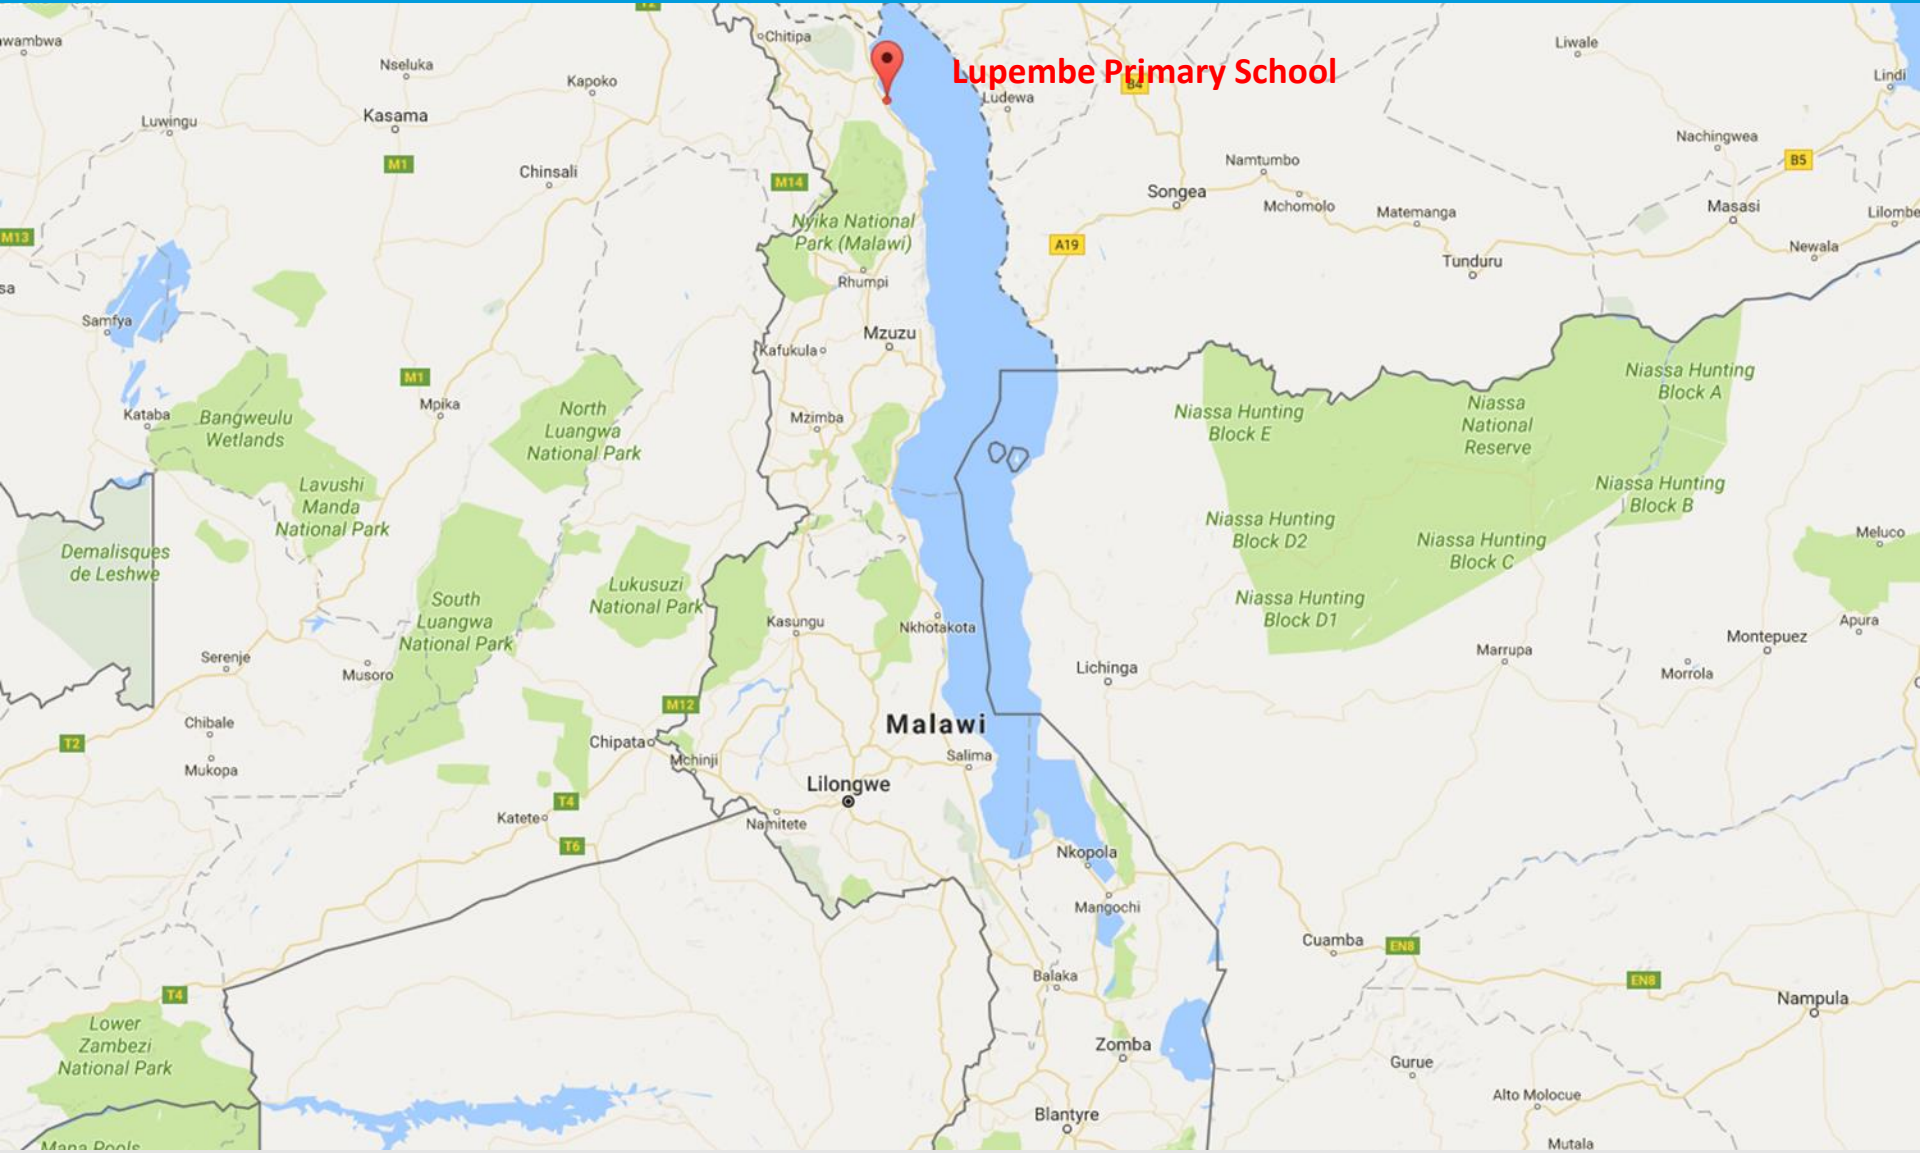 T2
wambwa
Chitipa
Liwale
Nseluka
Lupembe Primary School
Kapoko
Lindi
B4
Ludewa
Kasama
Luwingu
Nachingwea
M1
Namtumbo
B5
Chinsali
M14
Songea
Mchomolo
Matemanga
Masasi
Lilombe
Nyika National
Park (Malawi)
M13
A19
Newala
Tunduru
Rhumpi
sa
Samfya
Mzuzu
Kafukula
M1
Niassa Hunting
Block A
Mpika
Kataba
Bangweulu
Wetlands
North
Luangwa
National Park
Mzimba
Niassa Hunting
Block E
Niassa
National
Reserve
Lavushi
Manda
National Park
Niassa Hunting
Block B
Niassa Hunting
Block D2
Niassa Hunting
Block C
Meluco
Demalisques
de Leshwe
Lukusuzi
National Park
South
Luangwa
National Park
Niassa Hunting
Block D1
Kasungu
Nkhotakota
Apura
Montepuez
Serenje
Musoro
Lichinga
Marrupa
Morrola
M12
Chibale
Malawi
T2
Chipata
Mchinji
Salima
Mukopa
Lilongwe
T4
Katete
Namitete
T6
Nkopola
Mangochi
Cuamba
EN8
Balaka
EN8
T4
Nampula
Lower
Zambezi
National Park
Zomba
Gurue
Alto Molocue
Blantyre
Mana Pools
Mutala